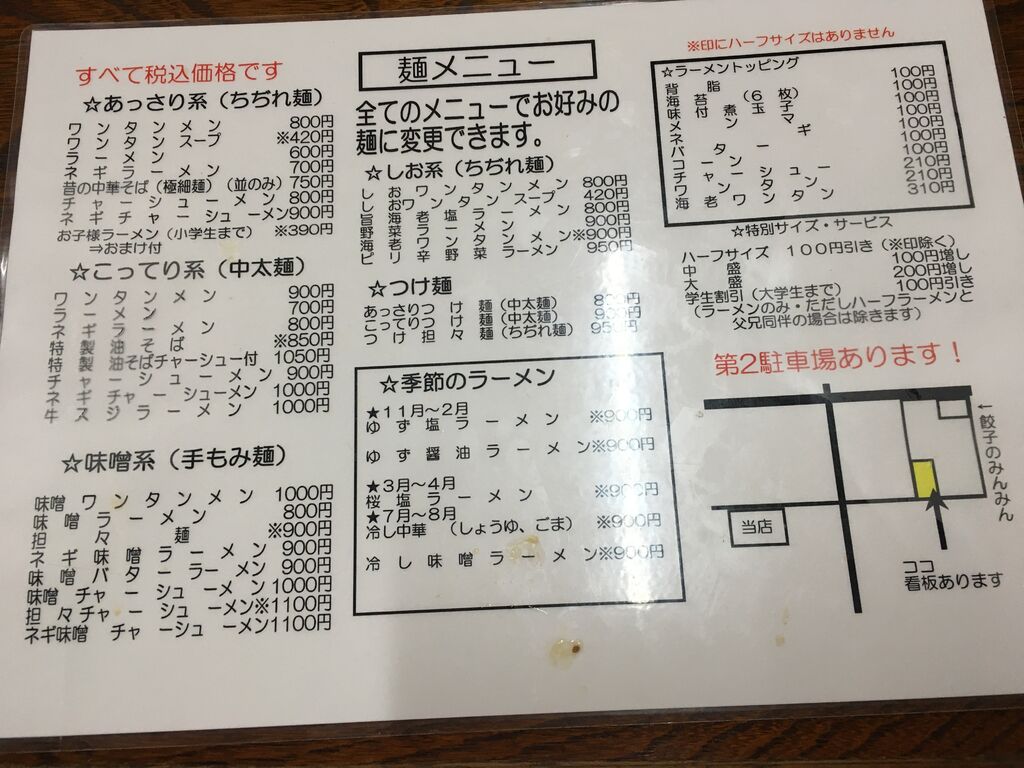 すべて税込価格です
☆あっさり系（ちぢれ麺）
ワンタンメン 800円
ワンタンスープ ※420円
ラーメン 600円
ネギラーメン 700円
昔の中華そば（極細麺）（並のみ）750円
チャーシューメン 800円
ネギチャーシューメン900円
お子様ラーメン（小学生まで） ※390円
⇒おまけ付
☆こってり系（中太麺）
ワンタンメン 900円
ラーメン 700円
ネギラーメン 800円
特製油そば ※850円
特製油そばチャーシュー付 1050円
チャーシューメン 900円
ネギチャーシューメン 1000円
牛スジラーメン 1000円
☆味噌系（手もみ麺）
味噌ワンタンメン 1000円
味噌ラーメン 800円
担々麺 ※900円
ネギ味噌ラーメン 900円
味噌バターラーメン 900円
味噌チャーシューメン 1000円
担々チャーシューメン※1100円
ネギ味噌チャーシューメン1100円
麺メニュー
全てのメニューでお好みの
麺に変更できます。
☆しお系（ちぢれ麺）
しおワンタンメン 800円
しおワンタンスープ 420円
旨塩ラーメン 800円
野菜塩ラーメン 900円
海老ワンタンメン※900円
ピリ辛野菜ラーメン 950円
☆つけ麺
あっさりつけ麺（中太麺）
こってりつけ麺（中太麺）
つけ担々麺（ちぢれ麺） 950円
☆季節のラーメン
★11月～2月
ゆず塩ラーメン ※900円
ゆず醤油ラーメン※900円
★3月～4月
桜塩ラーメン ※900円
★7月～8月
冷し中華（しょうゆ、ごま） ※900円
冷し味噌ラーメン※900円
※印にハーフサイズはありません
☆ラーメントッピング
背脂 100円
海苔（6枚） 100円
味付煮玉子 100円
メンマ 100円
ネギ 100円
バター 100円
コーン 100円
チャーシュー 210円
ワンタン 210円
海老ワンタン 310円
☆特別サイズ・サービス
ハーフサイズ 100円引き（※印除く）
中盛 100円増し
大盛 200円増し
学生割引（大学生まで） 100円引き
（ラーメンのみ・ただしハーフラーメンと
父兄同伴の場合は除きます）
第2駐車場あります！
←餃子のみんみん
当店
ココ
看板あります